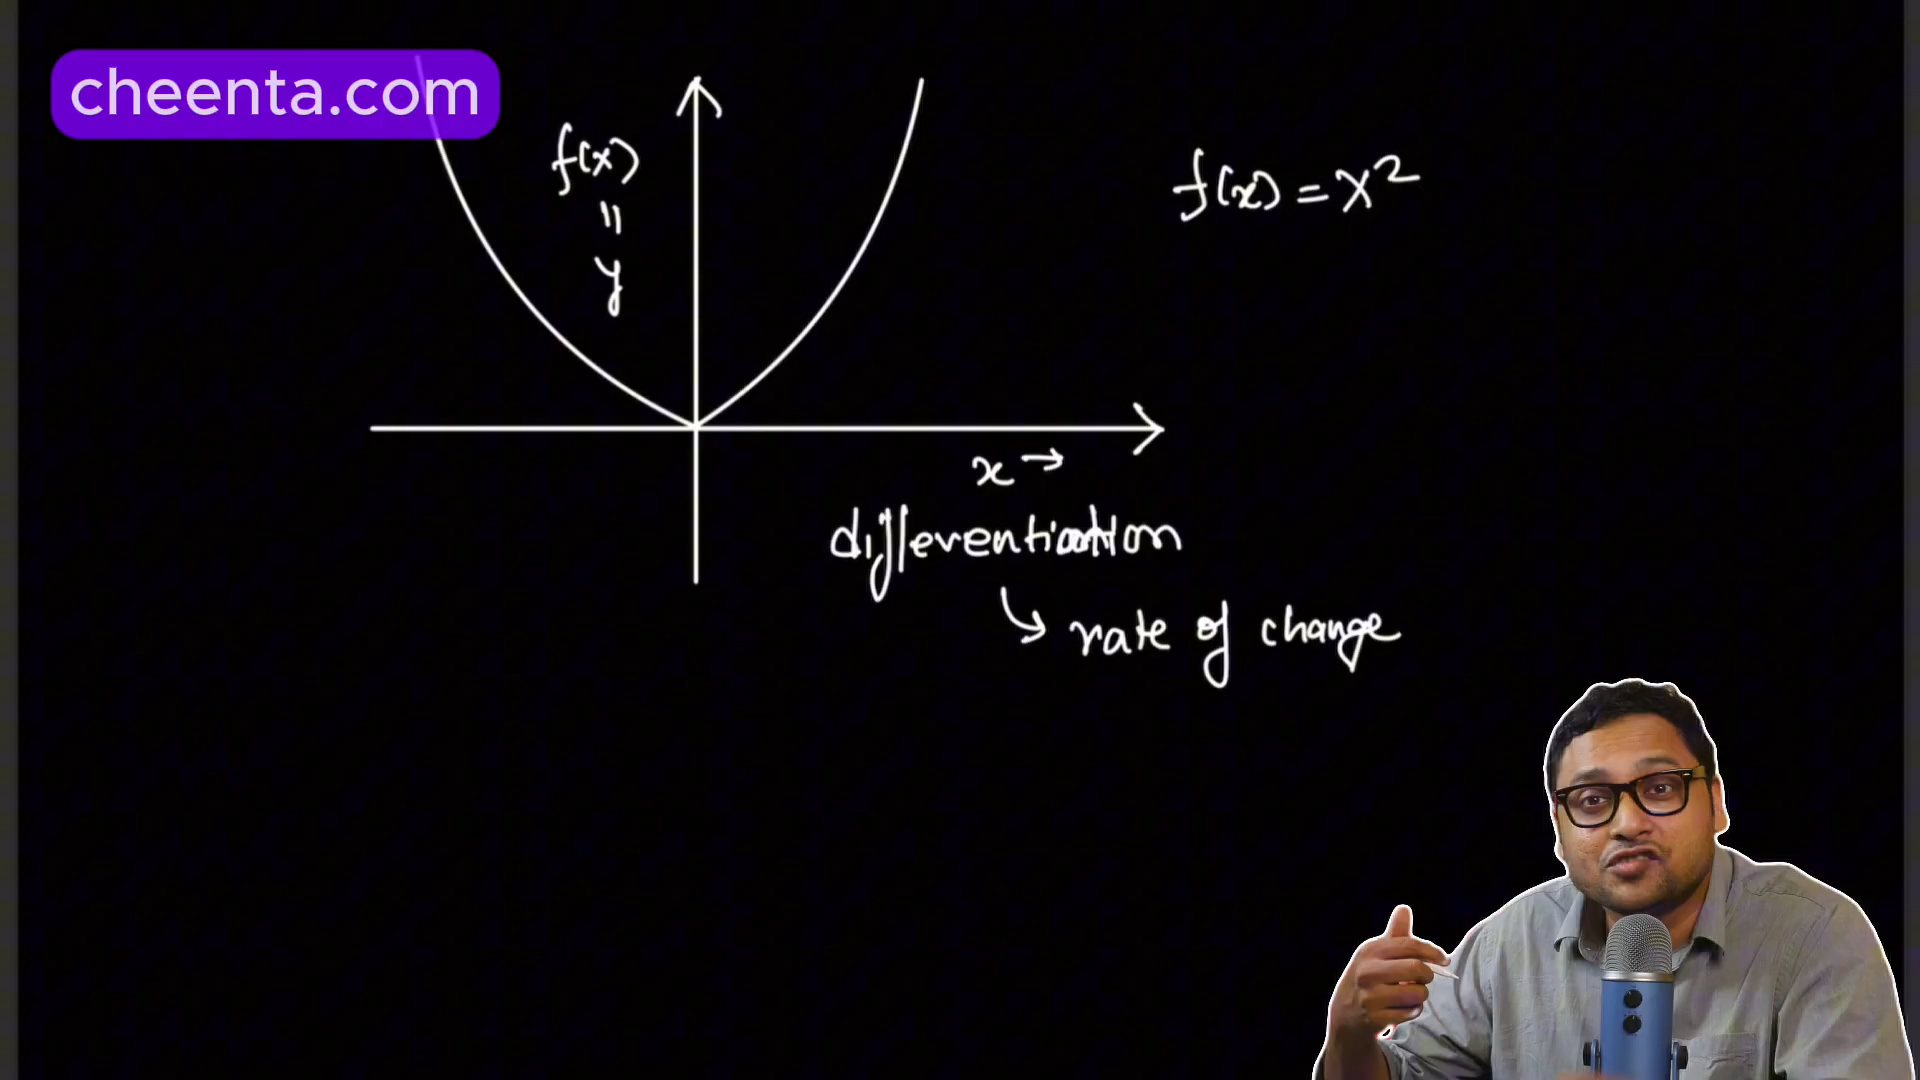 cheenta.com
f(x)
=
y
f(x) = x²
x →
differentiation
↳ rate of change